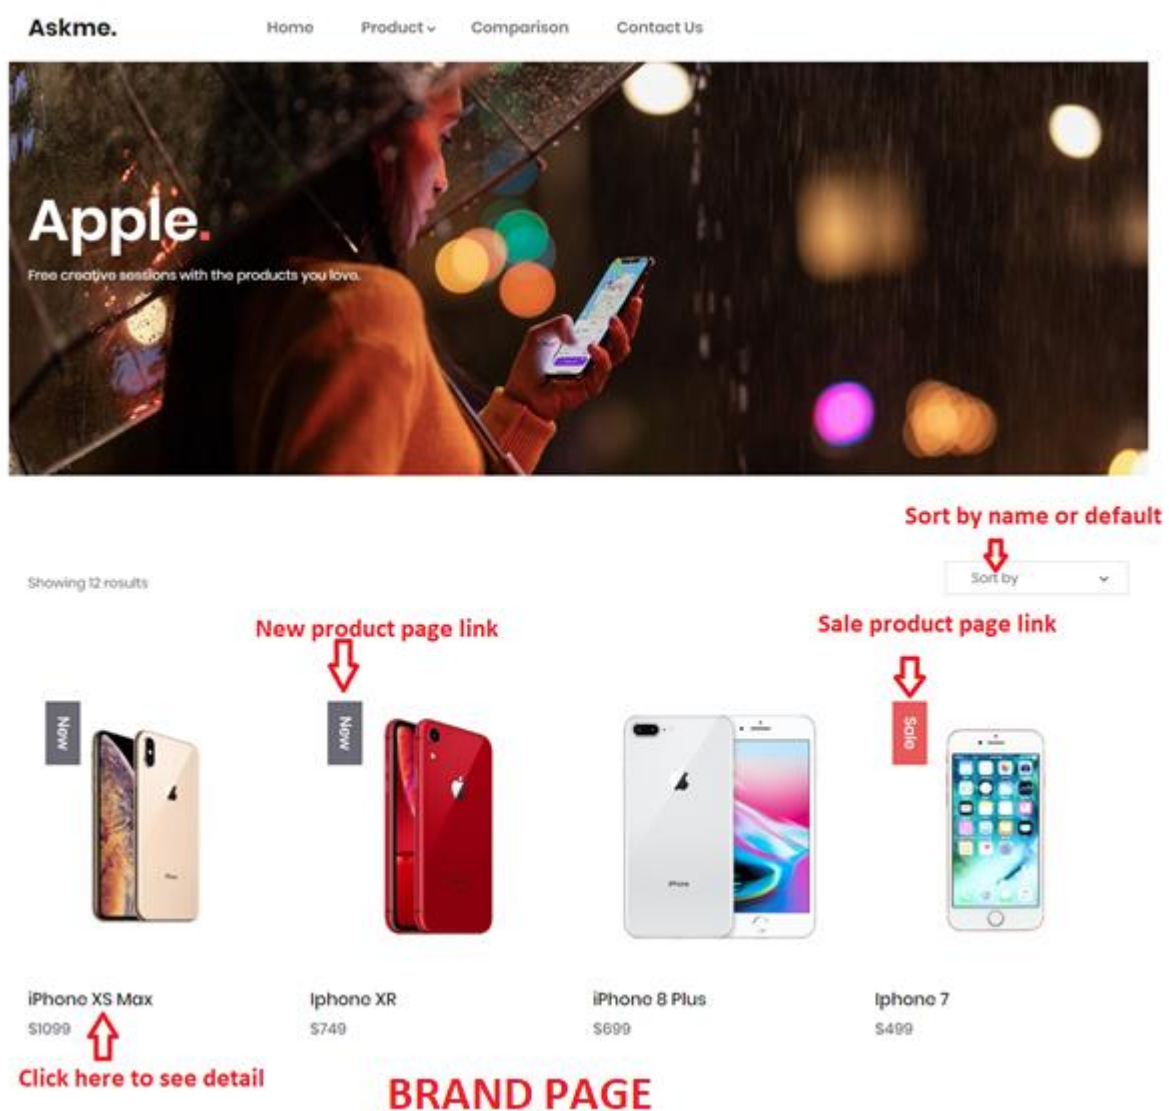 Askme.
Home Product Comparison Contact Us
Apple.
Free creative sessions with the products you love.
Sort by name or default
Showing 12 results
Sort by
New product page link
Sale product page link
New
New
Sale
iPhone
iPhone XS Max
Iphone XR
iPhone 8 Plus
Iphone 7
$1099
$749
$699
$499
Click here to see detail
BRAND PAGE